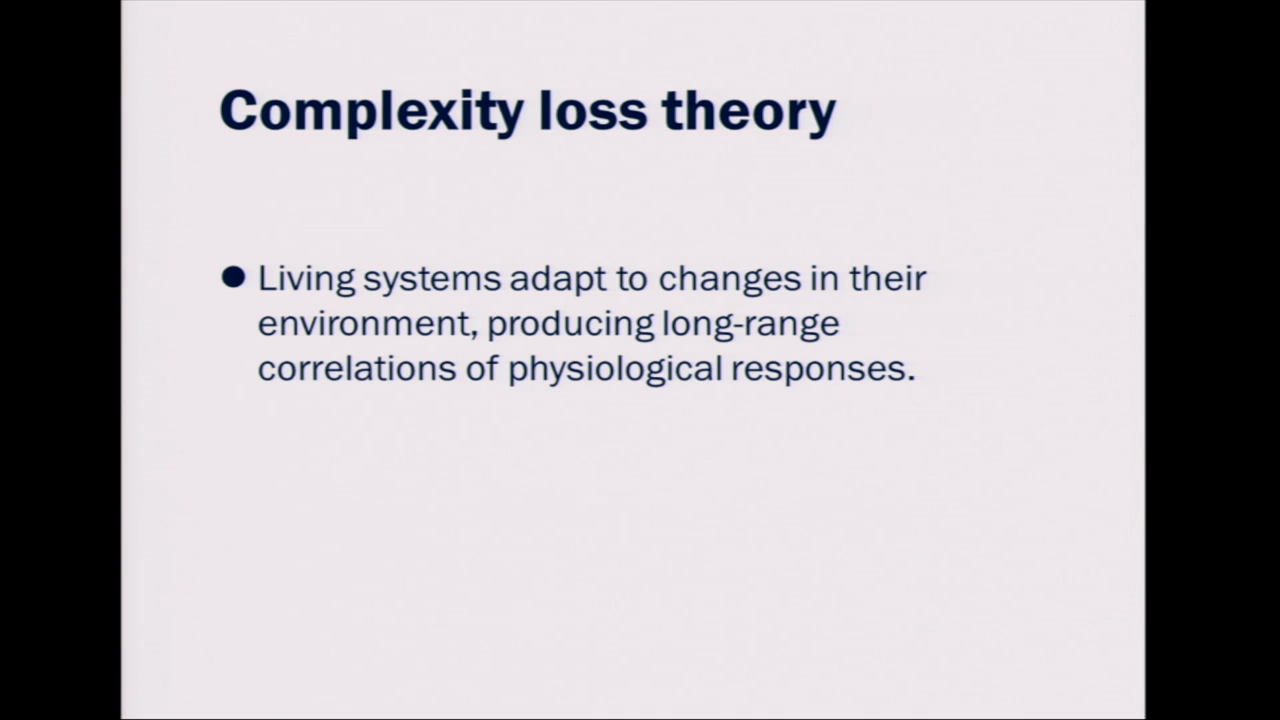 Complexity loss theory
● Living systems adapt to changes in their
environment, producing long-range
correlations of physiological responses.